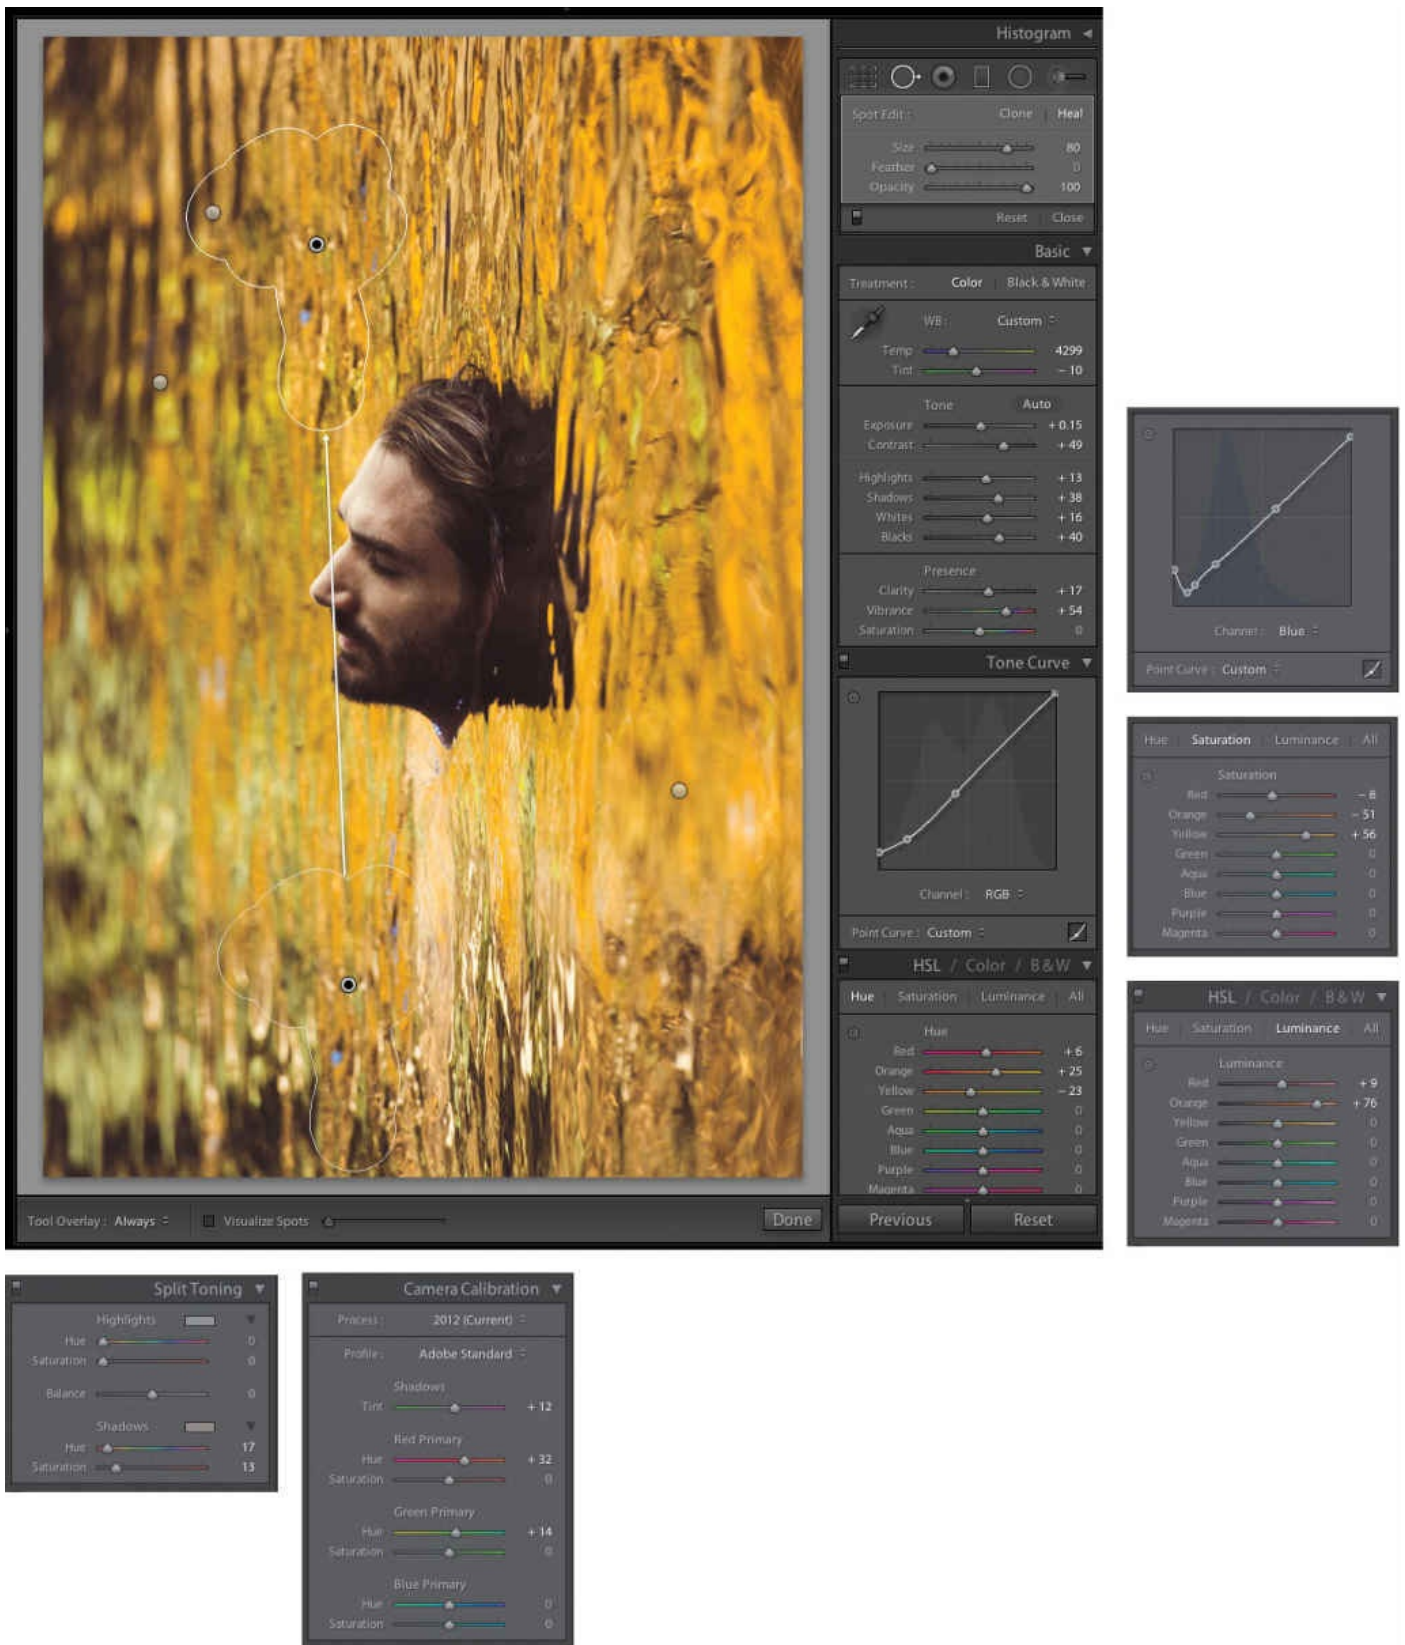 Histogram
Spot Edit : Clone | Heal
Size 80
Feather 0
Opacity 100
Reset | Close
Basic
Treatment : Color | Black & White
WB : Custom
Temp 4299
Tint – 10
Tone Auto
Exposure + 0.15
Contrast + 49
Highlights + 13
Shadows + 38
Whites + 16
Blacks + 40
Presence
Clarity + 17
Vibrance + 54
Saturation 0
Tone Curve
Channel : RGB
Point Curve : Custom
HSL / Color / B & W
Hue | Saturation | Luminance | All
Hue
Red + 6
Orange + 25
Yellow – 23
Green 0
Aqua 0
Blue 0
Purple 0
Magenta 0
Previous Reset
Tool Overlay : Always Visualize Spots Done
Channel : Blue
Point Curve : Custom
Hue | Saturation | Luminance | All
Saturation
Red – 8
Orange – 51
Yellow + 56
Green 0
Aqua 0
Blue 0
Purple 0
Magenta 0
HSL / Color / B & W
Hue | Saturation | Luminance | All
Luminance
Red + 9
Orange + 76
Yellow 0
Green 0
Aqua 0
Blue 0
Purple 0
Magenta 0
Split Toning
Highlights
Hue 0
Saturation 0
Balance 0
Shadows
Hue 17
Saturation 13
Camera Calibration
Process : 2012 (Current)
Profile : Adobe Standard
Shadows
Tint + 12
Red Primary
Hue + 32
Saturation 0
Green Primary
Hue + 14
Saturation 0
Blue Primary
Hue 0
Saturation 0